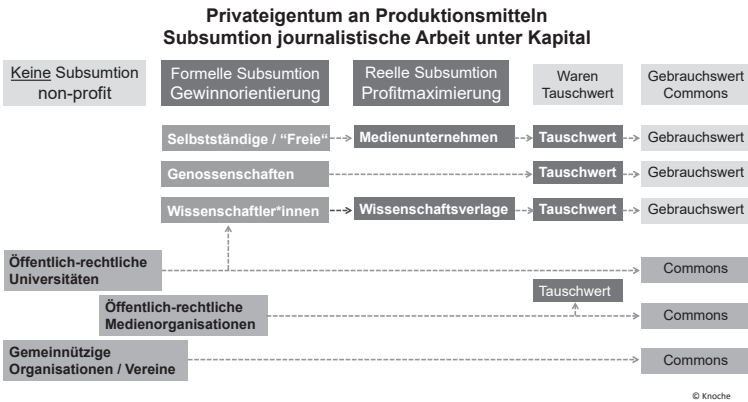 Privateigentum an Produktionsmitteln
Subsumtion journalistische Arbeit unter Kapital
Keine Subsumtion
non-profit
Formelle Subsumtion
Gewinnorientierung
Reelle Subsumtion
Profitmaximierung
Waren
Tauschwert
Gebrauchswert
Commons
Selbstständige / “Freie“
Medienunternehmen
Tauschwert
Gebrauchswert
Genossenschaften
Tauschwert
Gebrauchswert
Wissenschaftler*innen
Wissenschaftsverlage
Tauschwert
Gebrauchswert
Öffentlich-rechtliche
Universitäten
Commons
Tauschwert
Öffentlich-rechtliche
Medienorganisationen
Commons
Gemeinnützige
Organisationen / Vereine
Commons
© Knoche